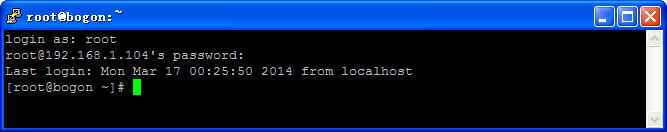 root@bogon:~
login as: root
root@192.168.1.104's password:
Last login: Mon Mar 17 00:25:50 2014 from localhost
[root@bogon ~]#